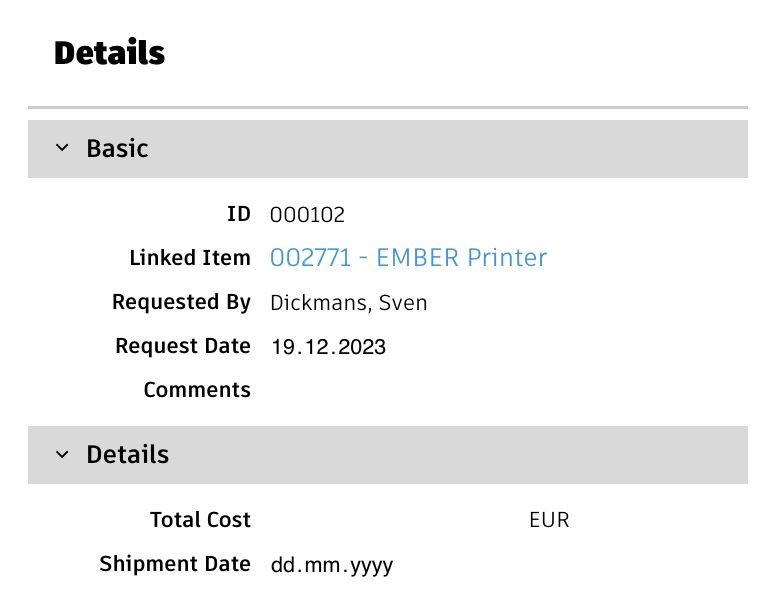 Details
Basic
ID 000102
Linked Item 002771 - EMBER Printer
Requested By Dickmans, Sven
Request Date 19.12.2023
Comments
Details
Total Cost EUR
Shipment Date dd.mm.yyyy